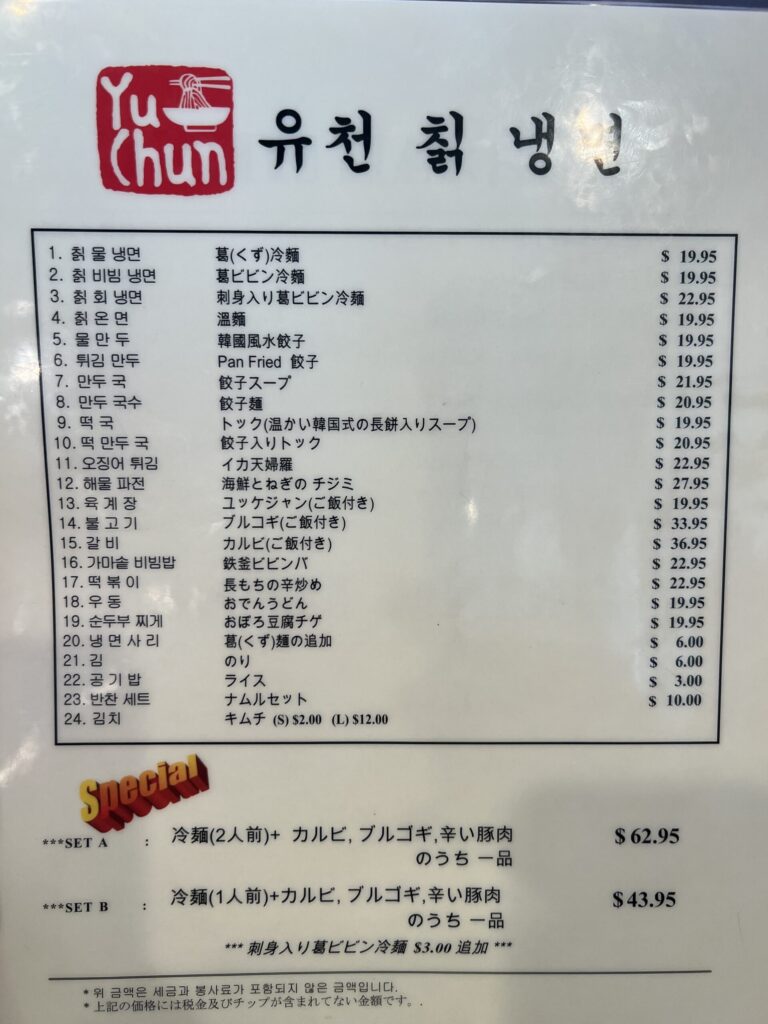 Yu
Chun
유천 칡 냉면
1. 칡 물 냉면 葛(くず)冷麵 $ 19.95
2. 칡 비빔 냉면 葛ビビン冷麵 $ 19.95
3. 칡 회 냉면 刺身入り葛ビビン冷麵 $ 22.95
4. 칡 온 면 溫麵 $ 19.95
5. 물 만 두 韓國風水餃子 $ 19.95
6. 튀김 만두 Pan Fried 餃子 $ 19.95
7. 만두 국 餃子スープ $ 21.95
8. 만두 국수 餃子麵 $ 20.95
9. 떡 국 トック(温かい韓国式の長餅入りスープ) $ 19.95
10. 떡 만두 국 餃子入りトック $ 20.95
11. 오징어 튀김 イカ天婦羅 $ 22.95
12. 해물 파전 海鮮とねぎの チジミ $ 27.95
13. 육 계 장 ユッケジャン(ご飯付き) $ 19.95
14. 불 고 기 ブルコギ(ご飯付き) $ 33.95
15. 갈 비 カルビ(ご飯付き) $ 36.95
16. 가마솥 비빔밥 鉄釜ビビンバ $ 22.95
17. 떡 볶 이 長もちの辛炒め $ 22.95
18. 우 동 おでんうどん $ 19.95
19. 순두부 찌게 おぼろ豆腐チゲ $ 19.95
20. 냉 면 사 리 葛(くず)麵の追加 $ 6.00
21. 김 のり $ 6.00
22. 공 기 밥 ライス $ 3.00
23. 반찬 세트 ナムルセット $ 10.00
24. 김치 キムチ (S) $2.00 (L) $12.00
Special
***SET A : 冷麵(2人前)+ カルビ, ブルゴギ,辛い豚肉 $ 62.95
のうち 一品
***SET B : 冷麵(1人前)+カルビ, ブルゴギ,辛い豚肉 $43.95
のうち 一品
*** 刺身入り葛ビビン冷麵 $3.00 追加 ***
* 위 금액은 세금과 봉사료가 포함되지 않은 금액입니다.
* 上記の価格には税金及びチップが含まれてない金額です。.